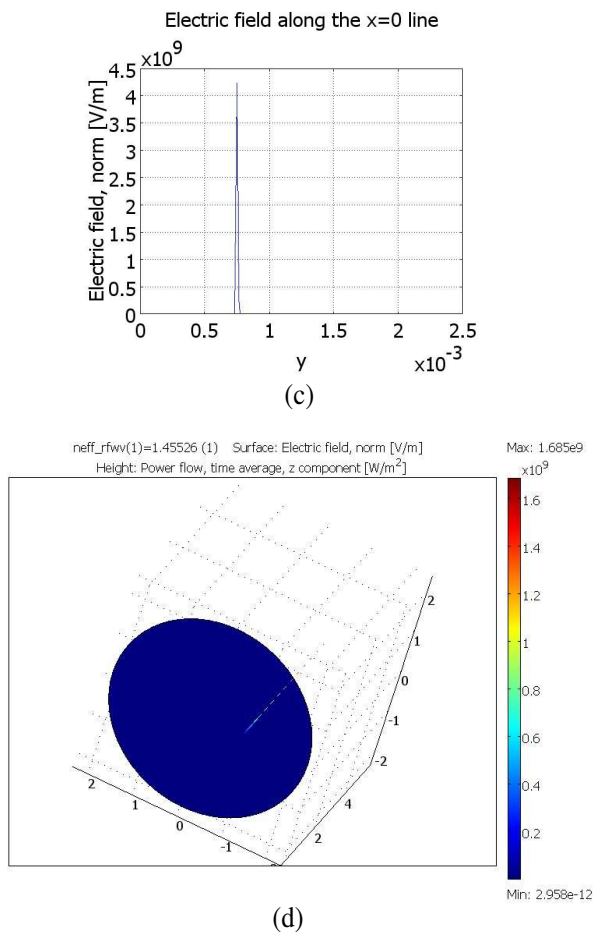 Electric field along the x=0 line
x10^9
4.5
4
3.5
3
2.5
2
1.5
1
0.5
0
Electric field, norm [V/m]
0 0.5 1 1.5 2 2.5
y x10^-3
(c)
neff_rfwv(1)=1.45526 (1) Surface: Electric field, norm [V/m]
Height: Power flow, time average, z component [W/m^2]
Max: 1.685e9
x10^9
1.6
1.4
1.2
1
0.8
0.6
0.4
0.2
Min: 2.958e-12
2
1
0
-1
-2
4
2
2
1
0
-1
(d)